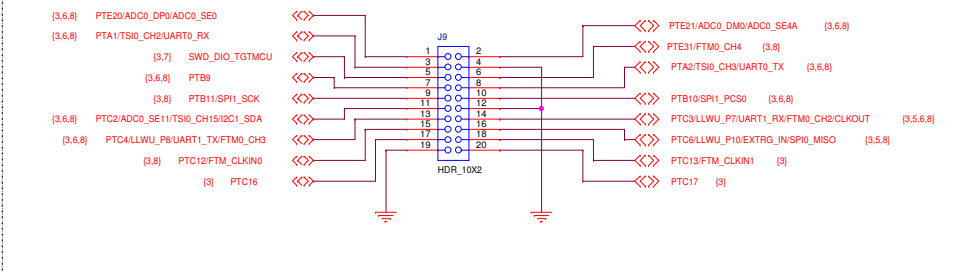 {3,6,8} PTE20/ADC0_DP0/ADC0_SE0
{3,6,8} PTA1/TSI0_CH2/UART0_RX
{3,7} SWD_DIO_TGTMCU
{3,6,8} PTB9
{3,8} PTB11/SPI1_SCK
{3,6,8} PTC2/ADC0_SE11/TSI0_CH15/I2C1_SDA
{3,6,8} PTC4/LLWU_P8/UART1_TX/FTM0_CH3
{3,8} PTC12/FTM_CLKIN0
{3} PTC16
J9
1 2
3 4
5 6
7 8
9 10
11 12
13 14
15 16
17 18
19 20
HDR_10X2
PTE21/ADC0_DM0/ADC0_SE4A {3,6,8}
PTE31/FTM0_CH4 {3,8}
PTA2/TSI0_CH3/UART0_TX {3,6,8}
PTB10/SPI1_PCS0 {3,6,8}
PTC3/LLWU_P7/UART1_RX/FTM0_CH2/CLKOUT {3,5,6,8}
PTC6/LLWU_P10/EXTRG_IN/SPI0_MISO {3,5,8}
PTC13/FTM_CLKIN1 {3}
PTC17 {3}